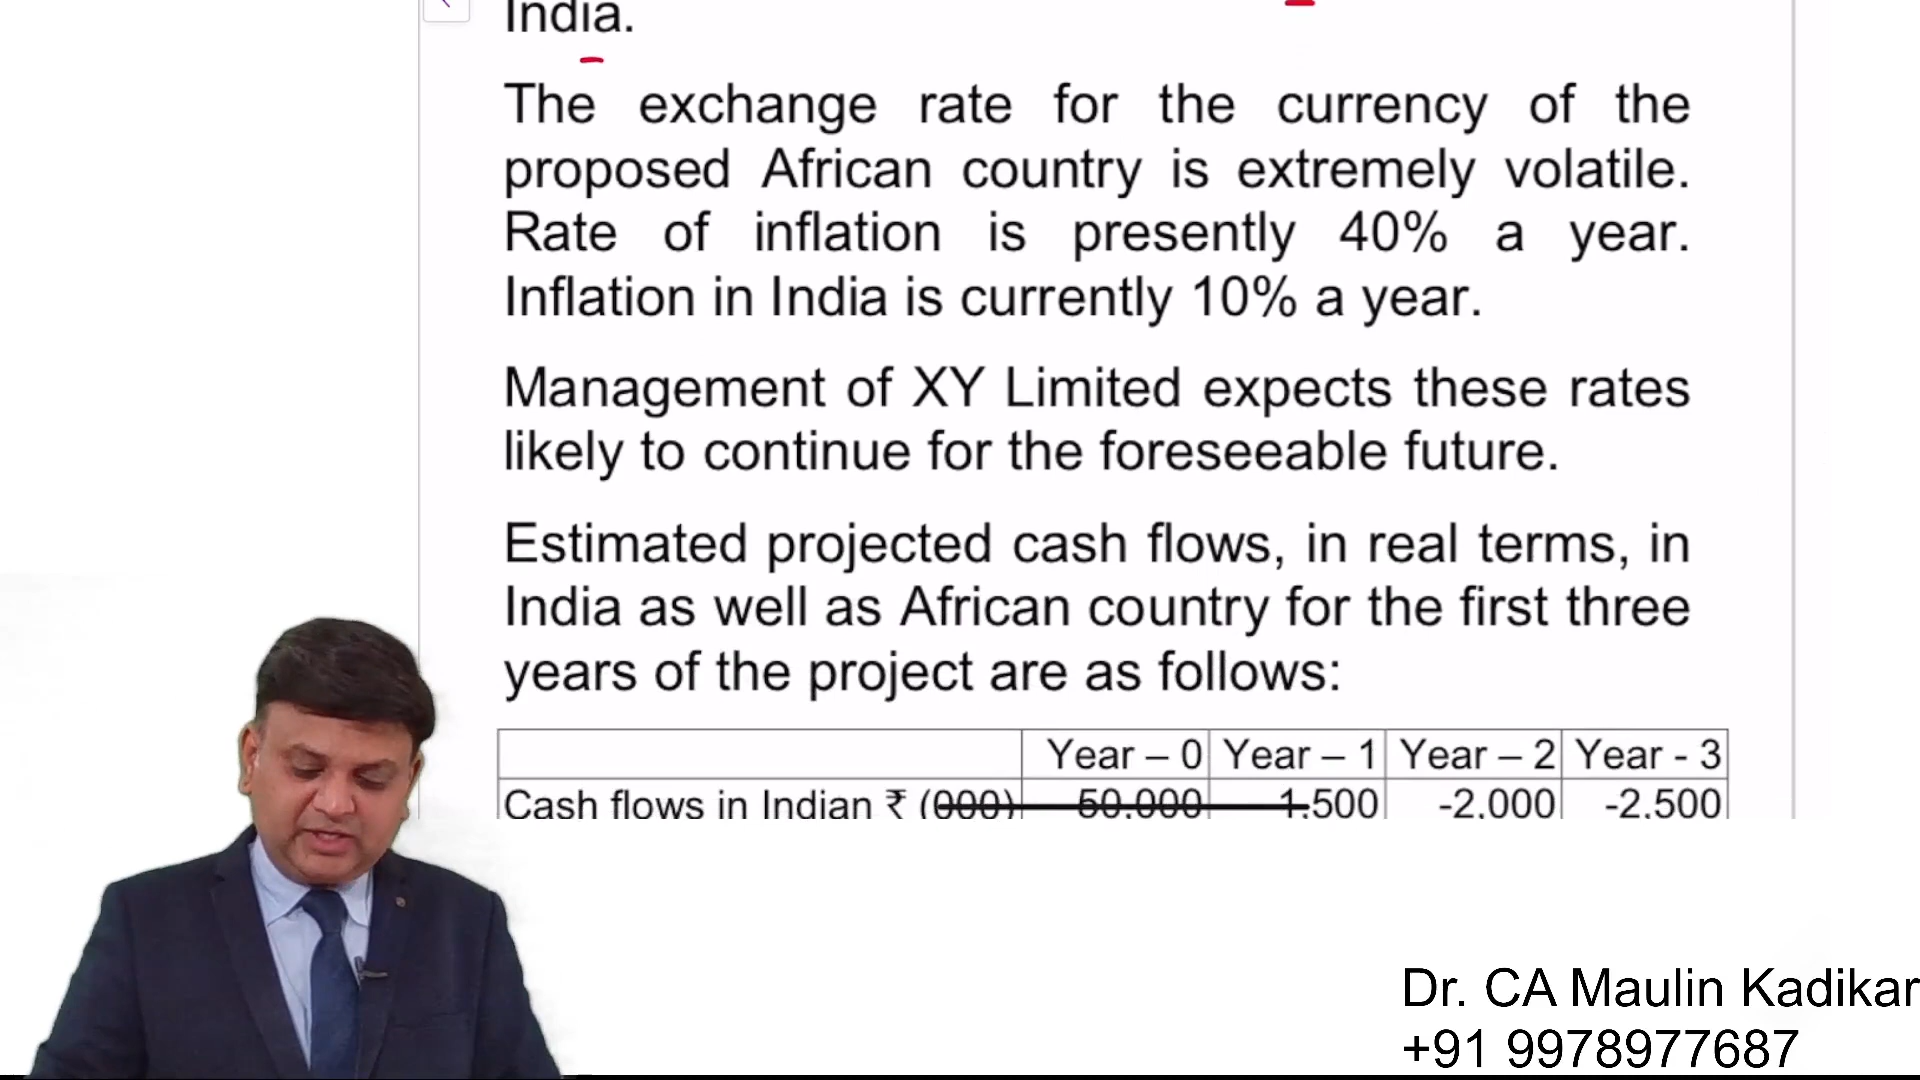 India.
The exchange rate for the currency of the
proposed African country is extremely volatile.
Rate of inflation is presently 40% a year.
Inflation in India is currently 10% a year.
Management of XY Limited expects these rates
likely to continue for the foreseeable future.
Estimated projected cash flows, in real terms, in
India as well as African country for the first three
years of the project are as follows:
Year – 0 Year – 1 Year – 2 Year - 3
Cash flows in Indian ₹ (000) 50,000 1,500 -2,000 -2,500
Dr. CA Maulin Kadikar
+91 9978977687